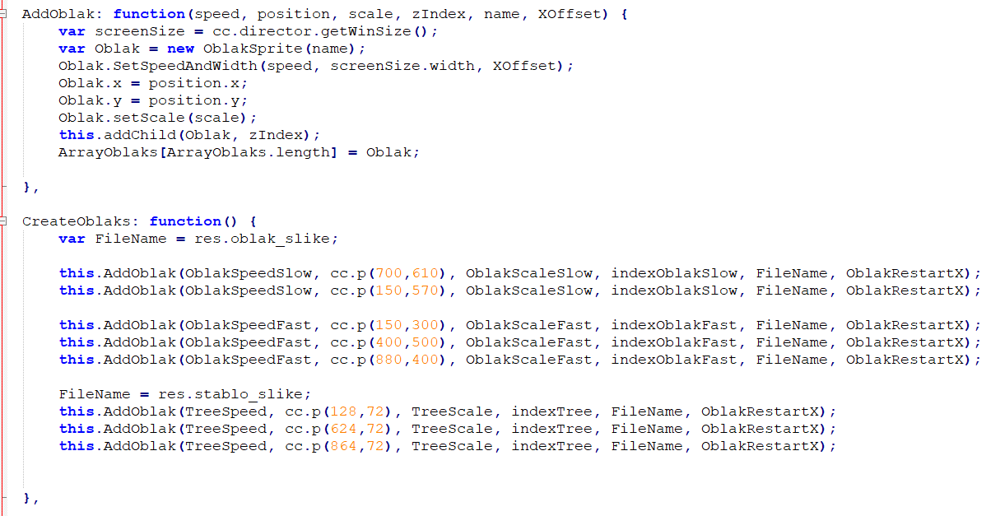 AddOblak: function(speed, position, scale, zIndex, name, XOffset) {
var screenSize = cc.director.getWinSize();
var Oblak = new OblakSprite(name);
Oblak.SetSpeedAndWidth(speed, screenSize.width, XOffset);
Oblak.x = position.x;
Oblak.y = position.y;
Oblak.setScale(scale);
this.addChild(Oblak, zIndex);
ArrayOblaks[ArrayOblaks.length] = Oblak;
},
CreateOblaks: function() {
var FileName = res.oblak_slike;
this.AddOblak(OblakSpeedSlow, cc.p(700,610), OblakScaleSlow, indexOblakSlow, FileName, OblakRestartX);
this.AddOblak(OblakSpeedSlow, cc.p(150,570), OblakScaleSlow, indexOblakSlow, FileName, OblakRestartX);
this.AddOblak(OblakSpeedFast, cc.p(150,300), OblakScaleFast, indexOblakFast, FileName, OblakRestartX);
this.AddOblak(OblakSpeedFast, cc.p(400,500), OblakScaleFast, indexOblakFast, FileName, OblakRestartX);
this.AddOblak(OblakSpeedFast, cc.p(880,400), OblakScaleFast, indexOblakFast, FileName, OblakRestartX);
FileName = res.stablo_slike;
this.AddOblak(TreeSpeed, cc.p(128,72), TreeScale, indexTree, FileName, OblakRestartX);
this.AddOblak(TreeSpeed, cc.p(624,72), TreeScale, indexTree, FileName, OblakRestartX);
this.AddOblak(TreeSpeed, cc.p(864,72), TreeScale, indexTree, FileName, OblakRestartX);
},